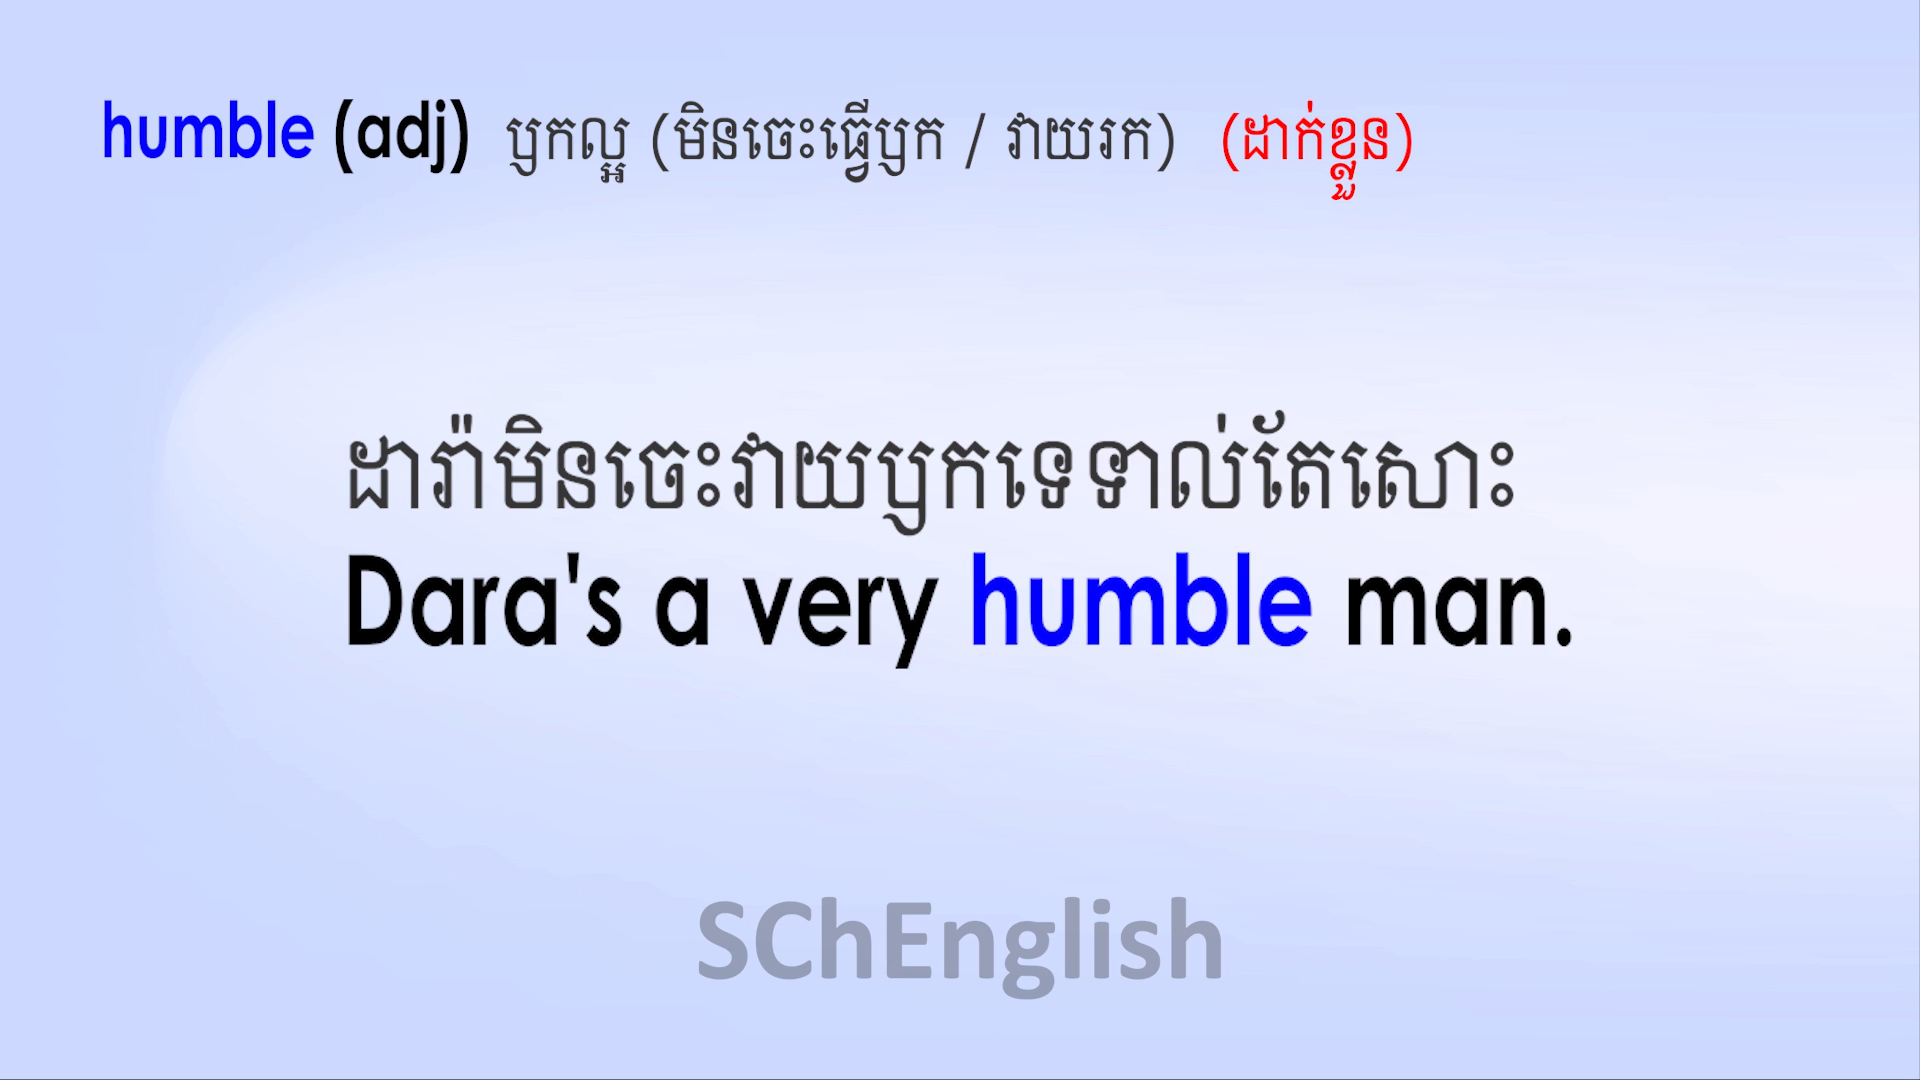 humble (adj) ឫកល្អ (មិនចេះធ្វើឫក / វាយរក) (ដាក់ខ្លួន)
ដារ៉ាមិនចេះវាយឫកទេទាល់តែសោះ
Dara's a very humble man.
SChEnglish